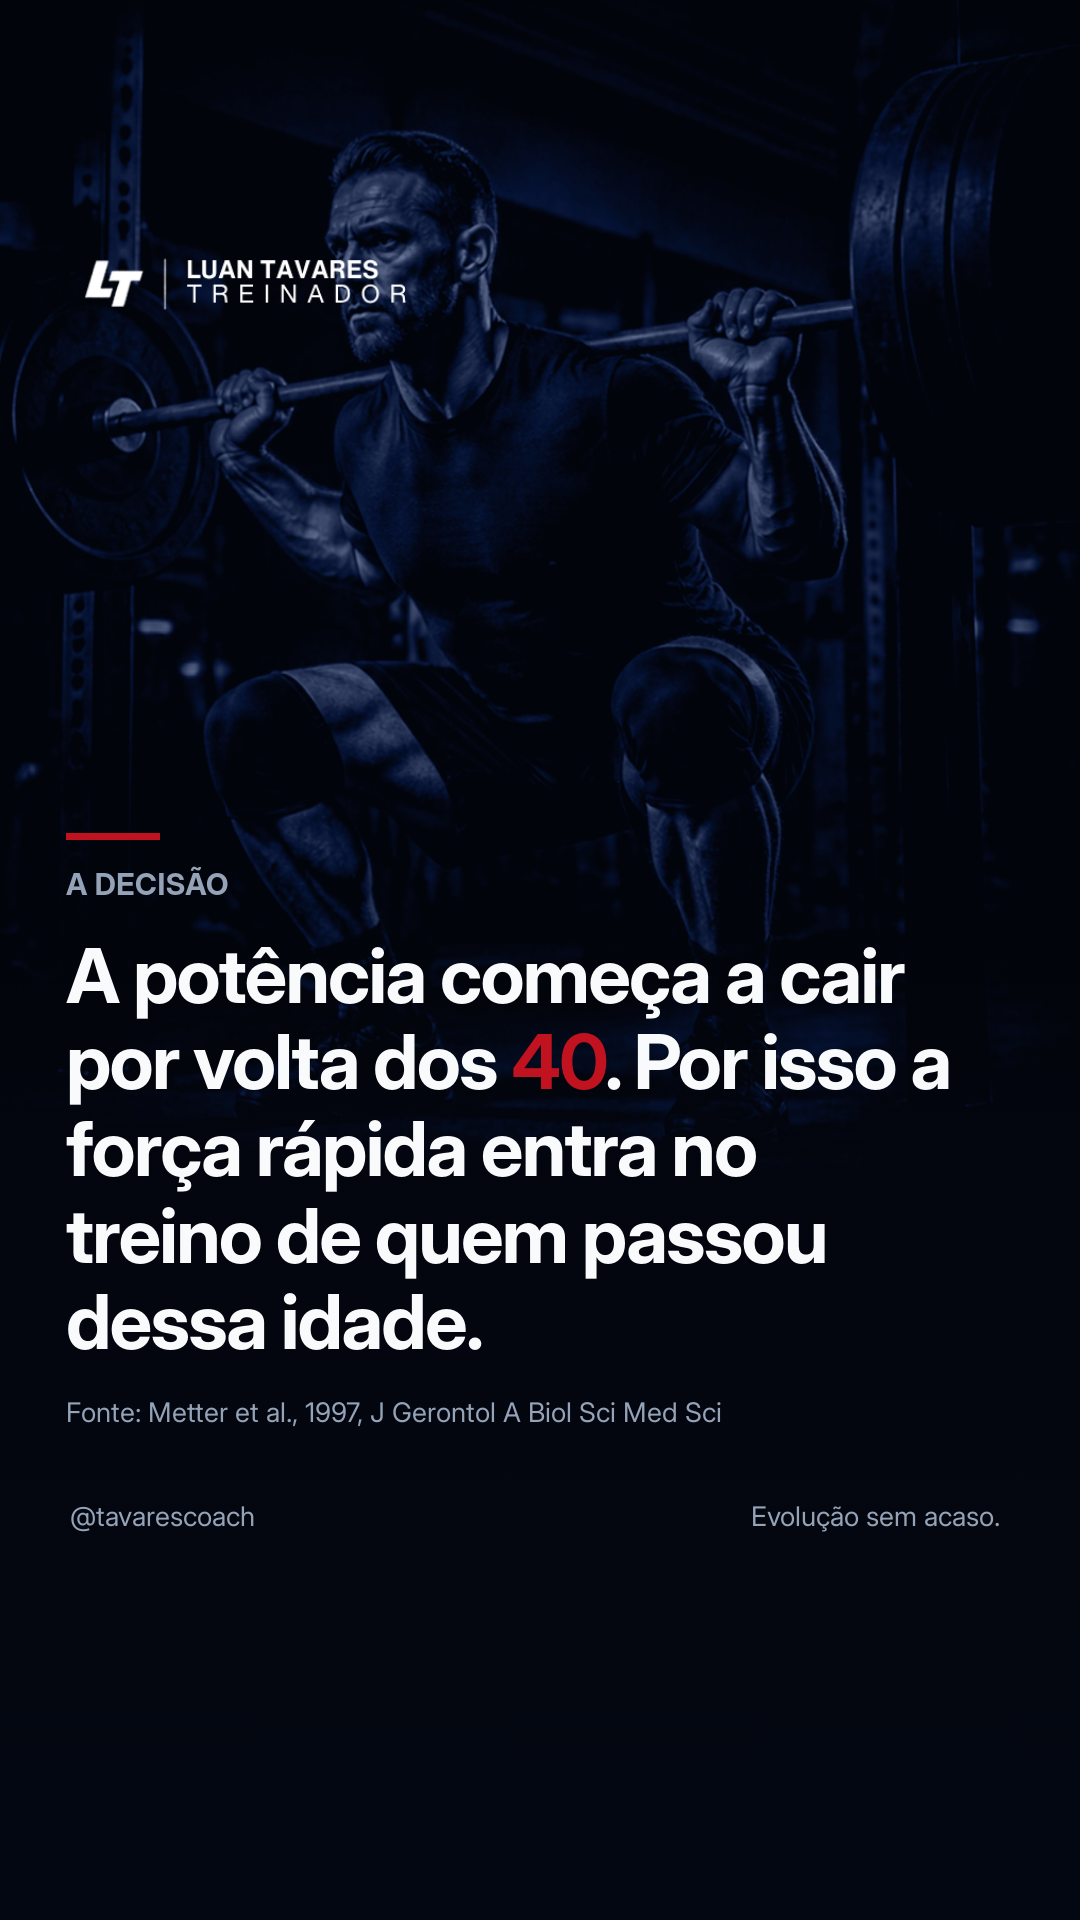 LT
LUAN TAVARES
TREINADOR
A DECISÃO
A potência começa a cair
por volta dos 40. Por isso a
força rápida entra no
treino de quem passou
dessa idade.
Fonte: Metter et al., 1997, J Gerontol A Biol Sci Med Sci
@tavarescoach
Evolução sem acaso.